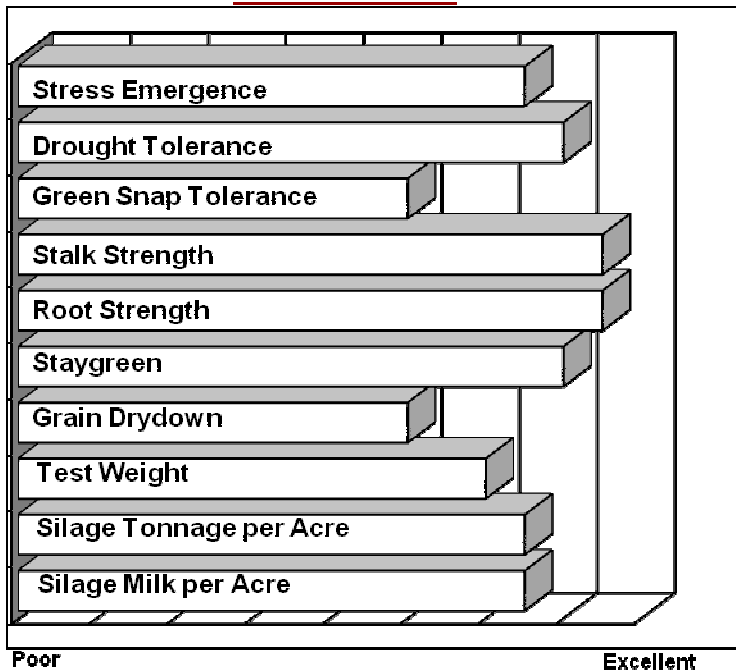 Stress Emergence
Drought Tolerance
Green Snap Tolerance
Stalk Strength
Root Strength
Staygreen
Grain Drydown
Test Weight
Silage Tonnage per Acre
Silage Milk per Acre
Poor Excellent